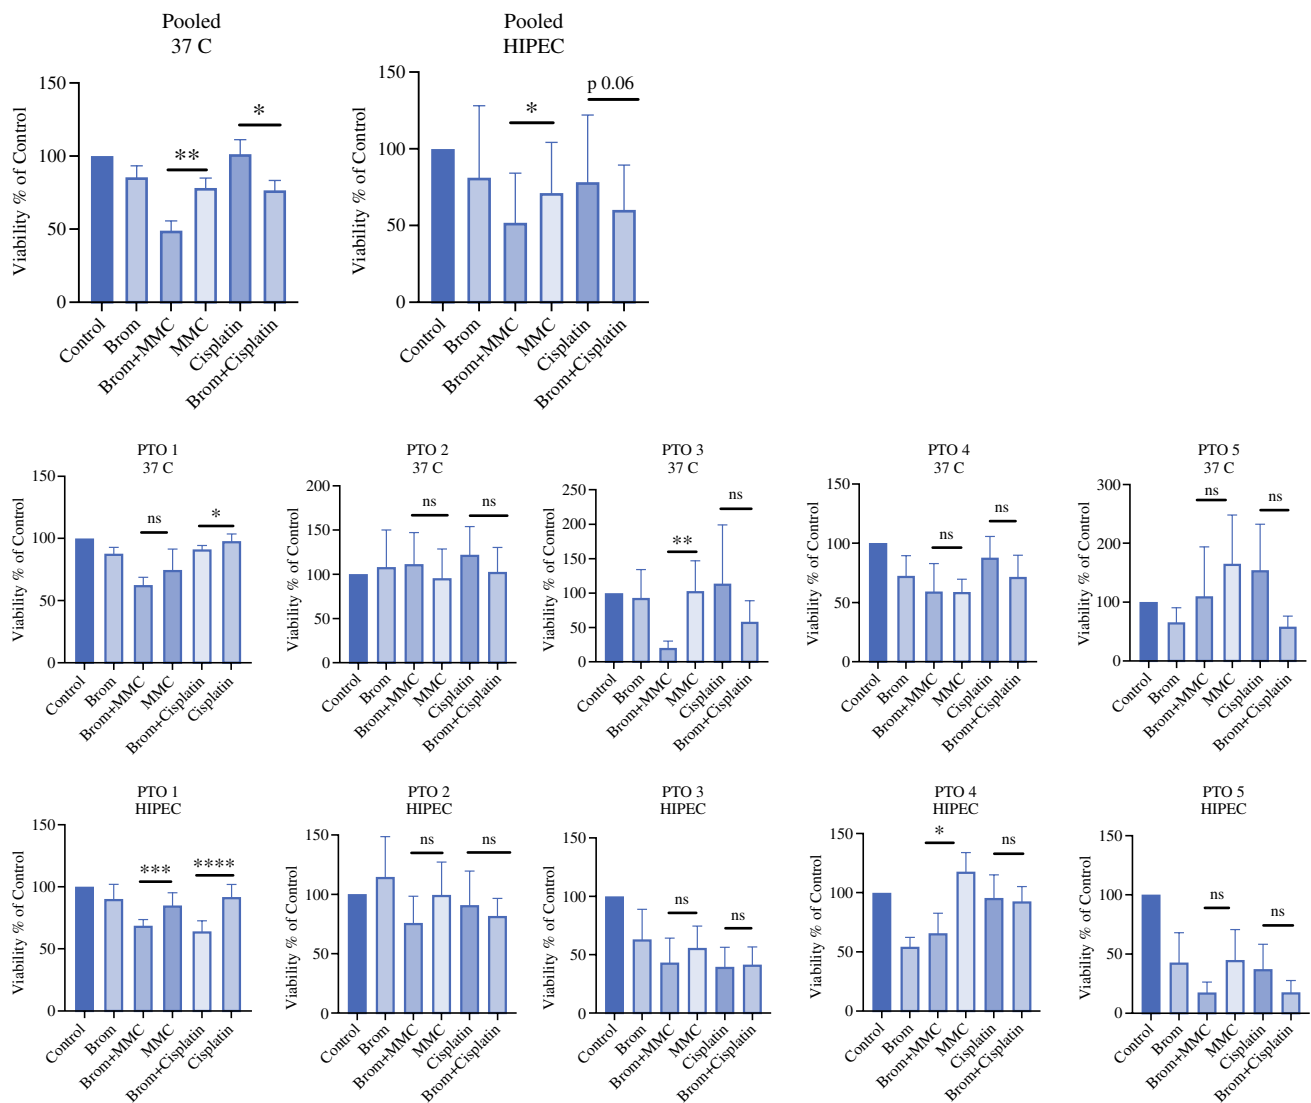 Pooled
37 C
Viability % of Control
150
100
50
0
**
*
Control
Brom
Brom+MMC
MMC
Cisplatin
Brom+Cisplatin
Pooled
HIPEC
Viability % of Control
150
100
50
0
*
p 0.06
Control
Brom
Brom+MMC
MMC
Cisplatin
Brom+Cisplatin
PTO 1
37 C
Viability % of Control
150
100
50
0
ns
*
Control
Brom
Brom+MMC
MMC
Brom+Cisplatin
Cisplatin
PTO 2
37 C
Viability % of Control
200
150
100
50
0
ns
ns
Control
Brom
Brom+MMC
MMC
Cisplatin
Brom+Cisplatin
PTO 3
37 C
Viability % of Control
250
200
150
100
50
0
**
ns
Control
Brom
Brom+MMC
MMC
Cisplatin
Brom+Cisplatin
PTO 4
37 C
Viability % of Control
150
100
50
0
ns
ns
Control
Brom
Brom+MMC
MMC
Cisplatin
Brom+Cisplatin
PTO 5
37 C
Viability % of Control
300
200
100
0
ns
ns
Control
Brom
Brom+MMC
MMC
Cisplatin
Brom+Cisplatin
PTO 1
HIPEC
Viability % of Control
150
100
50
0
***
****
Control
Brom
Brom+MMC
MMC
Brom+Cisplatin
Cisplatin
PTO 2
HIPEC
Viability % of Control
150
100
50
0
ns
ns
Control
Brom
Brom+MMC
MMC
Cisplatin
Brom+Cisplatin
PTO 3
HIPEC
Viability % of Control
150
100
50
0
ns
ns
Control
Brom
Brom+MMC
MMC
Cisplatin
Brom+Cisplatin
PTO 4
HIPEC
Viability % of Control
150
100
50
0
*
ns
Control
Brom
Brom+MMC
MMC
Cisplatin
Brom+Cisplatin
PTO 5
HIPEC
Viability % of Control
150
100
50
0
ns
ns
Control
Brom
Brom+MMC
MMC
Cisplatin
Brom+Cisplatin